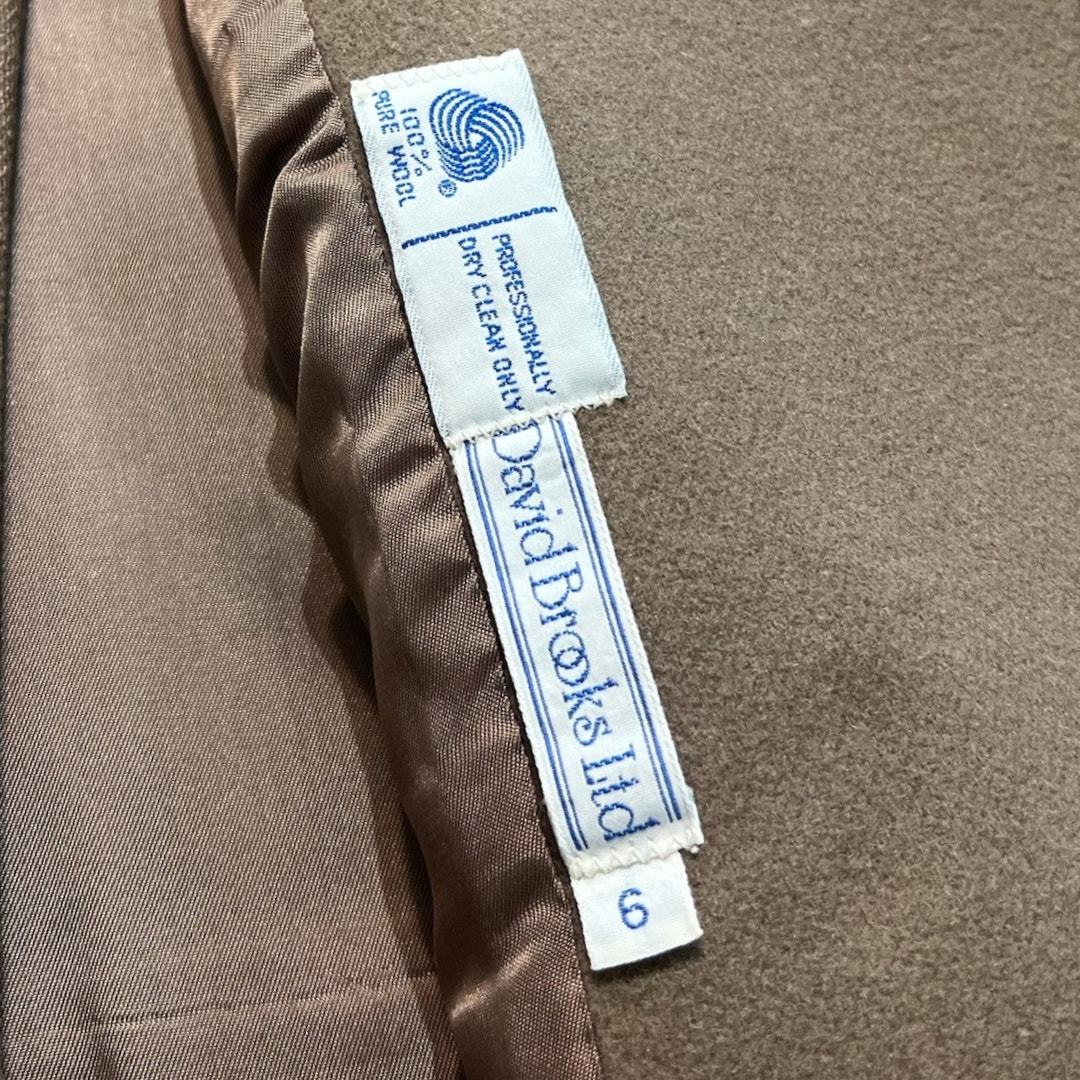 100%
PURE WOOL
®
PROFESSIONALLY
DRY CLEAN ONLY
David Brooks Ltd
6